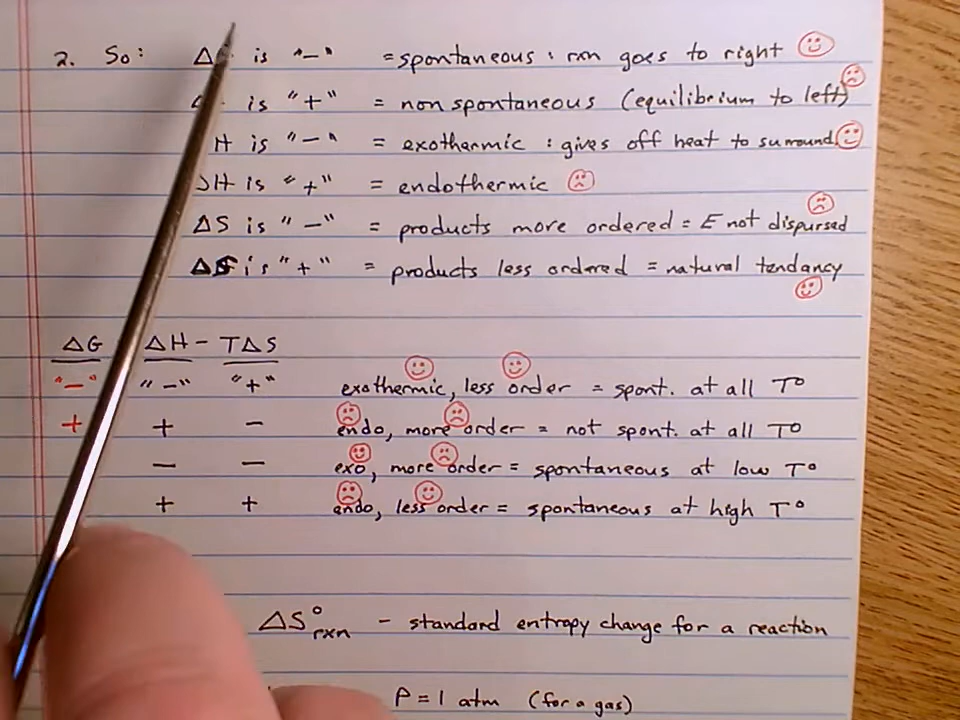 2. So: Δ is "-" = spontaneous : rxn goes to right
is "+" = non spontaneous (equilibrium to left)
H is "-" = exothermic : gives off heat to surround
ΔH is "+" = endothermic
ΔS is "-" = products more ordered = E not dispursed
ΔS is "+" = products less ordered = natural tendancy
ΔG ΔH - TΔS
"-" "-" "+" exothermic, less order = spont. at all T°
+ + - endo, more order = not spont. at all T°
- - exo, more order = spontaneous at low T°
+ + endo, less order = spontaneous at high T°
ΔS°rxn - standard entropy change for a reaction
P = 1 atm (for a gas)